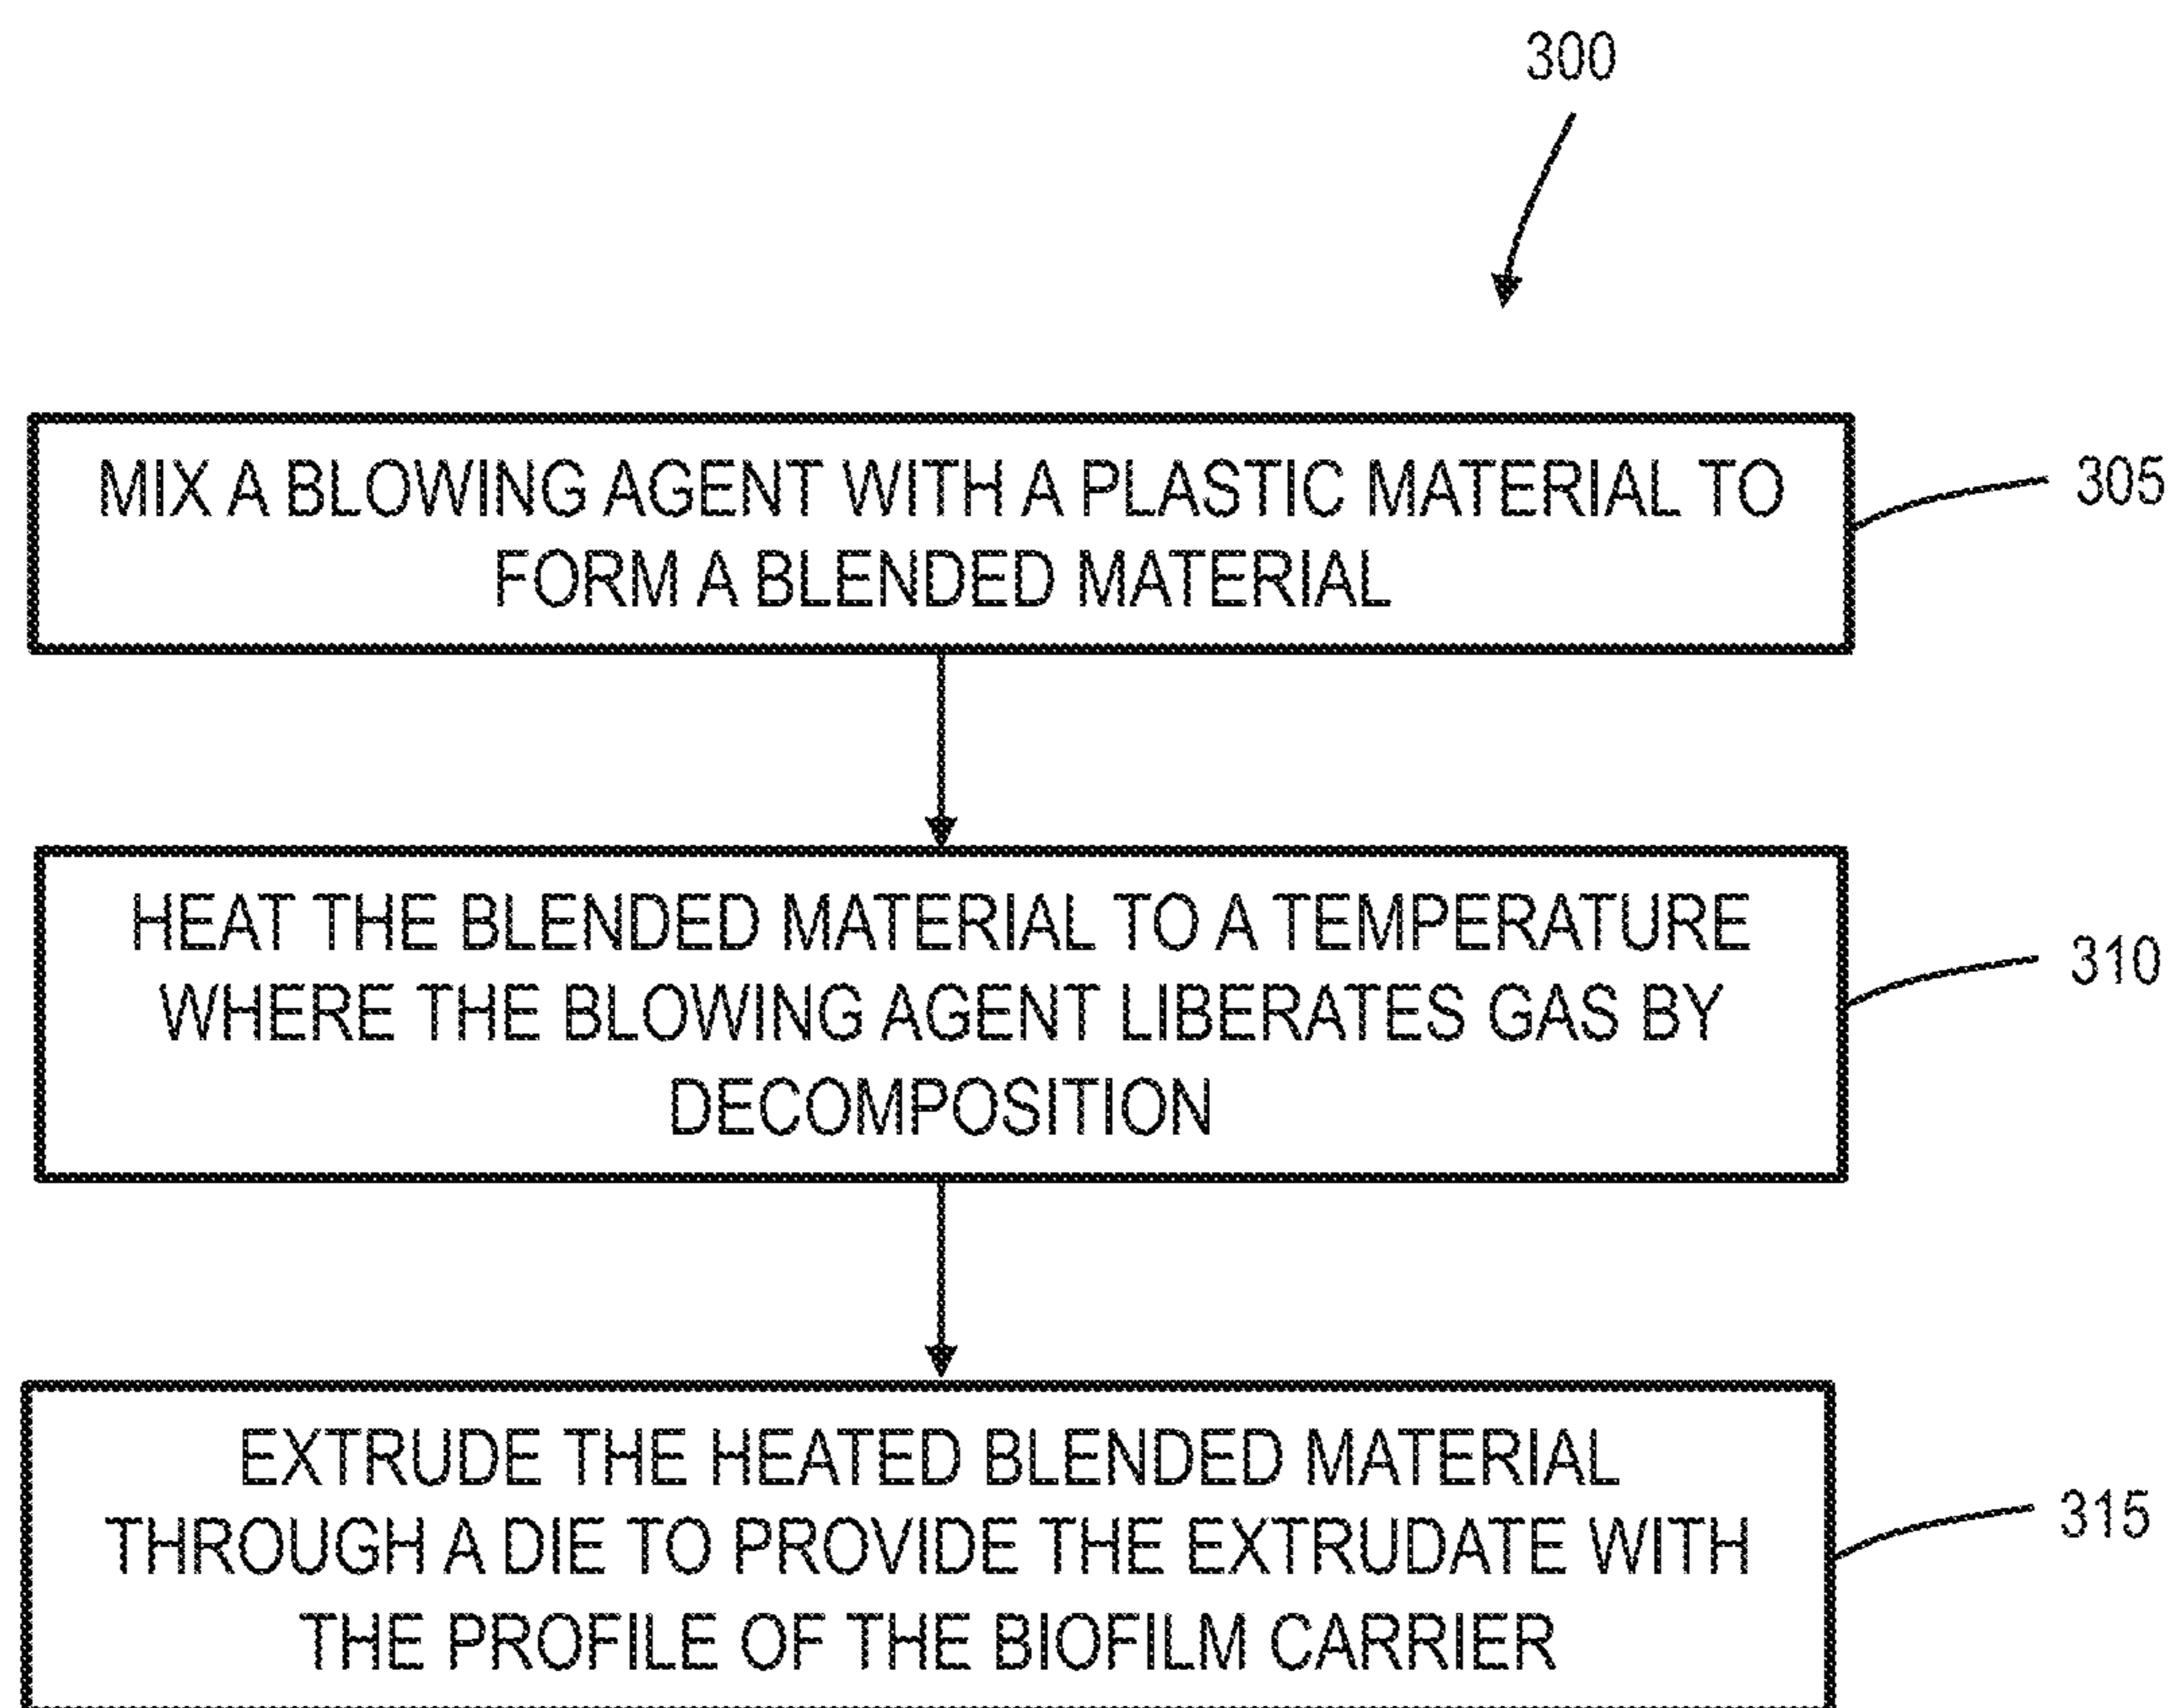 300
MIX A BLOWING AGENT WITH A PLASTIC MATERIAL TO
FORM A BLENDED MATERIAL
305
HEAT THE BLENDED MATERIAL TO A TEMPERATURE
WHERE THE BLOWING AGENT LIBERATES GAS BY
DECOMPOSITION
310
EXTRUDE THE HEATED BLENDED MATERIAL
THROUGH A DIE TO PROVIDE THE EXTRUDATE WITH
THE PROFILE OF THE BIOFILM CARRIER
315